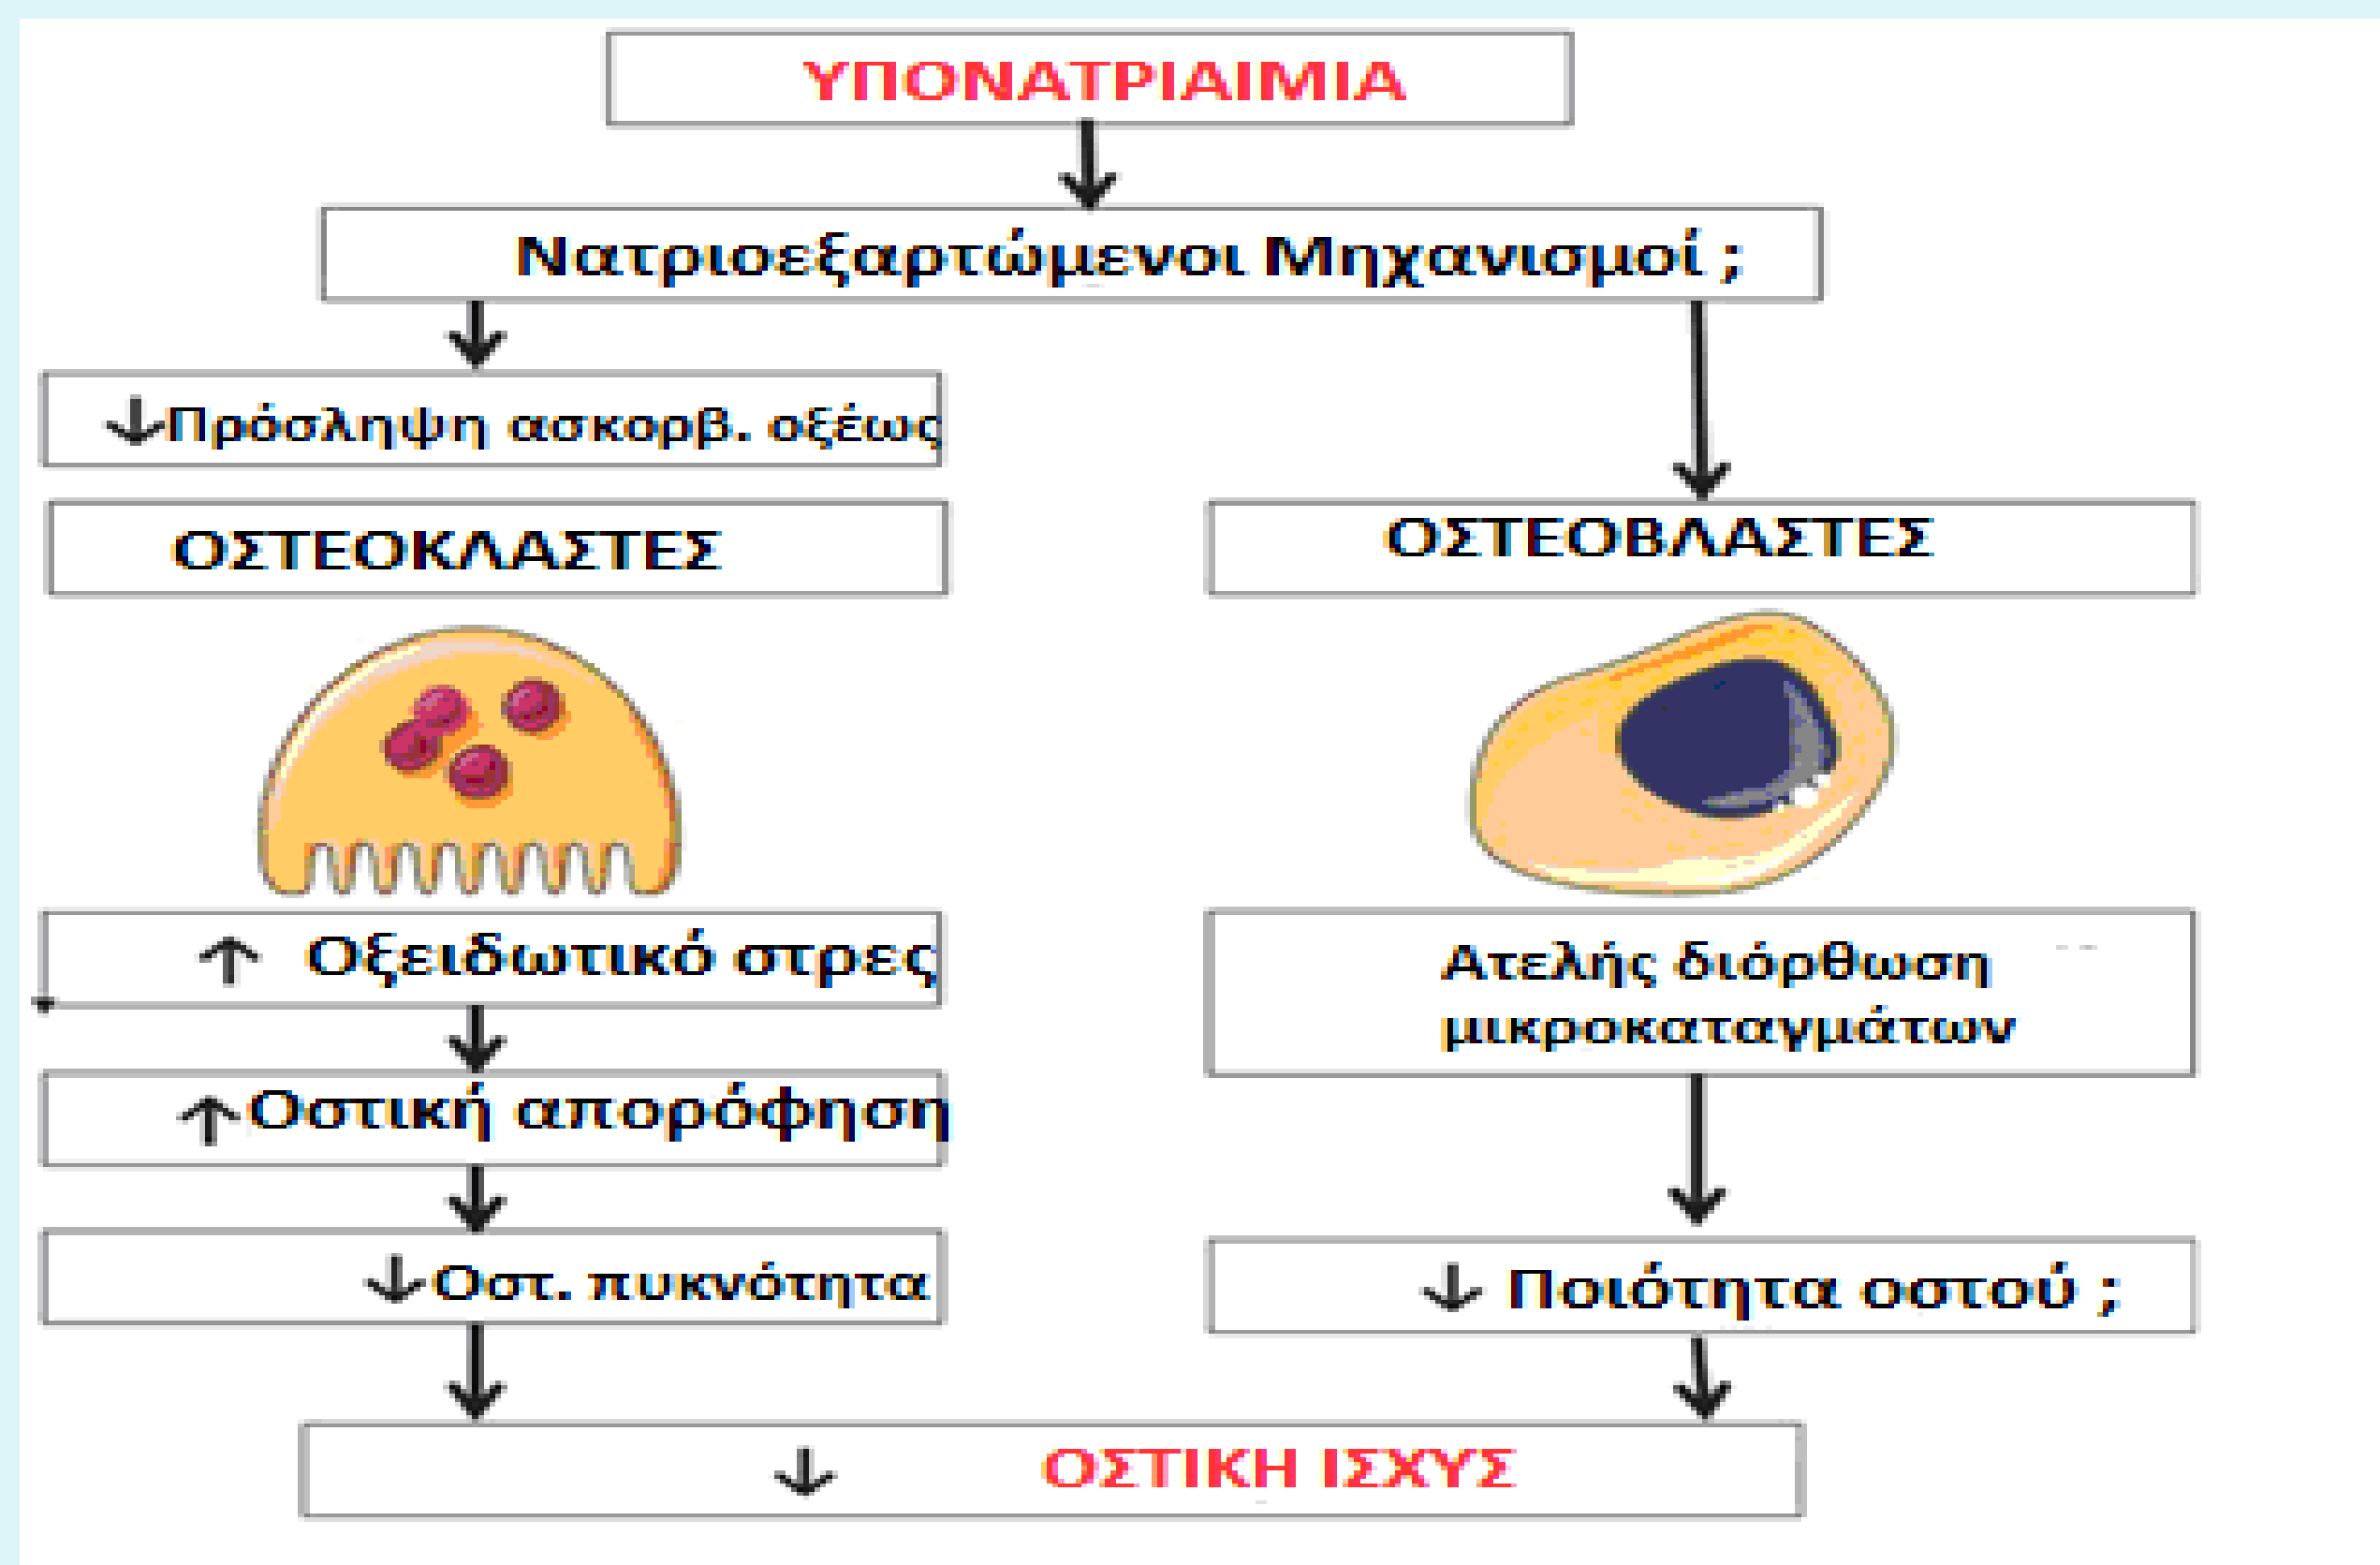 ΥΠΟΝΑΤΡΙΑΙΜΙΑ
Νατριοεξαρτώμενοι Μηχανισμοί ;
↓Πρόσληψη ασκορβ. οξέως
ΟΣΤΕΟΚΛΑΣΤΕΣ
ΟΣΤΕΟΒΛΑΣΤΕΣ
↑ Οξειδωτικό στρες
Ατελής διόρθωση
μικροκαταγμάτων
↑Οστική απορόφηση
↓Οστ. πυκνότητα
↓ Ποιότητα οστού ;
↓ ΟΣΤΙΚΗ ΙΣΧΥΣ